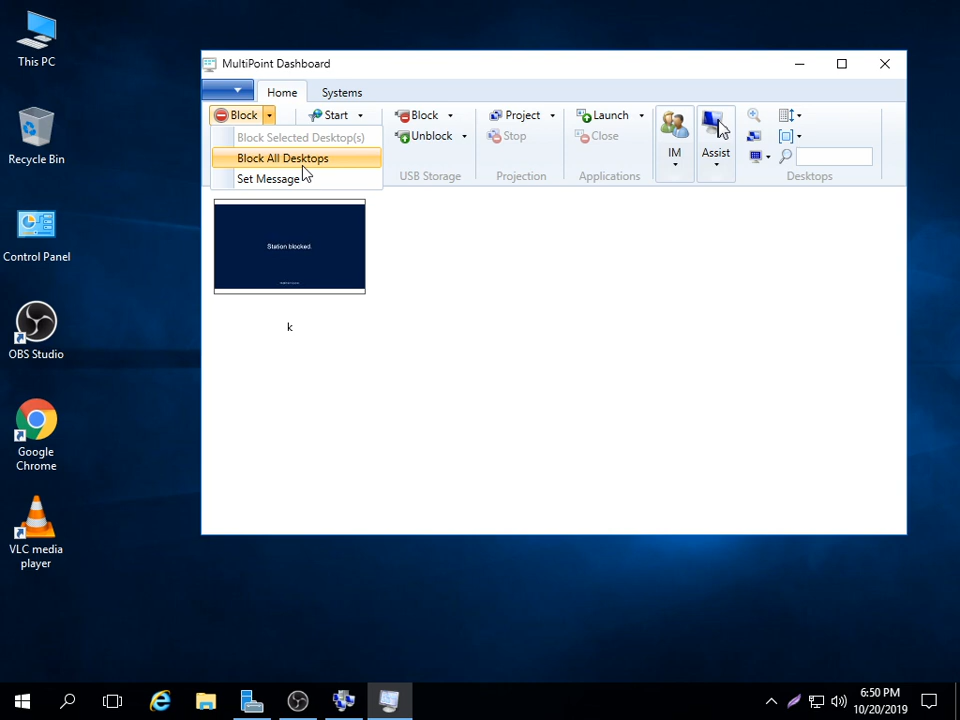 This PC
Recycle Bin
Control Panel
OBS Studio
Google
Chrome
VLC media
player
MultiPoint Dashboard
Home
Systems
Block
Start
Block
Project
Launch
Unblock
Stop
Close
IM
Assist
USB Storage
Projection
Applications
Desktops
Block Selected Desktop(s)
Block All Desktops
Set Message
Station blocked.
k
6:50 PM
10/20/2019